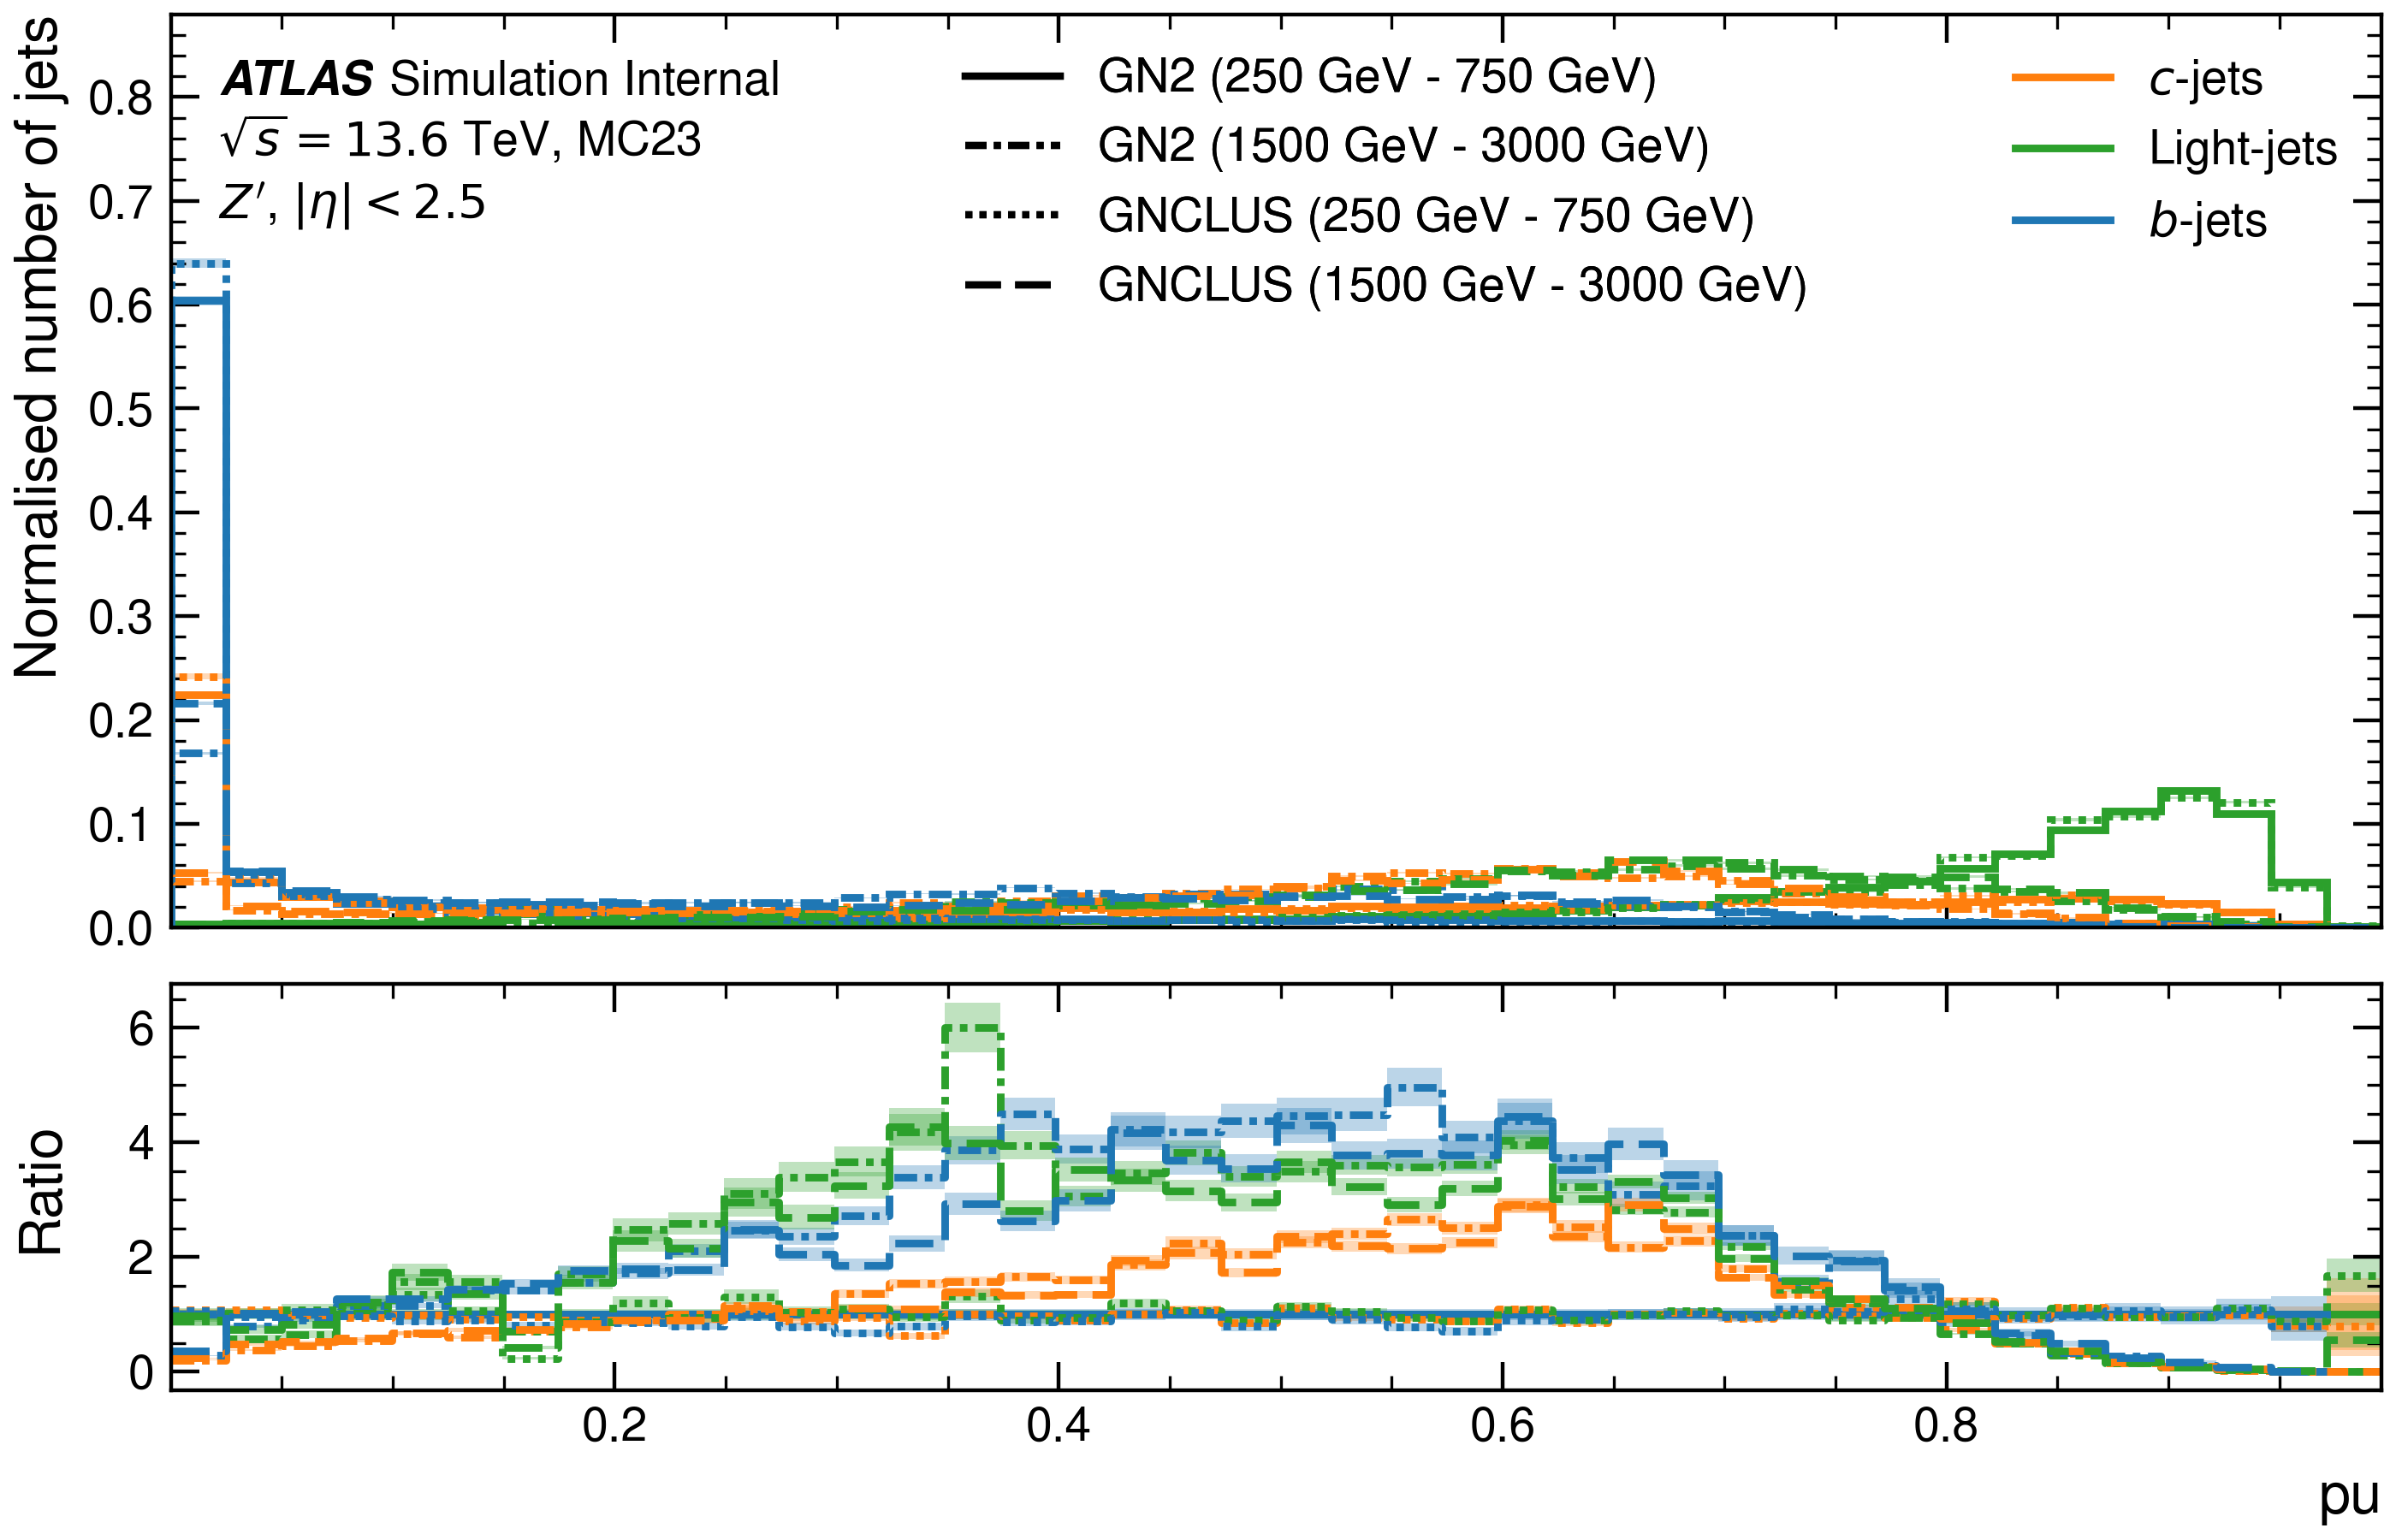 Normalised number of jets
0.8
0.7
0.6
0.5
0.4
0.3
0.2
0.1
0.0
ATLAS Simulation Internal
√s = 13.6 TeV, MC23
Z′, |η| < 2.5
GN2 (250 GeV - 750 GeV)
GN2 (1500 GeV - 3000 GeV)
GNCLUS (250 GeV - 750 GeV)
GNCLUS (1500 GeV - 3000 GeV)
c-jets
Light-jets
b-jets
Ratio
6
4
2
0
0.2 0.4 0.6 0.8
pu